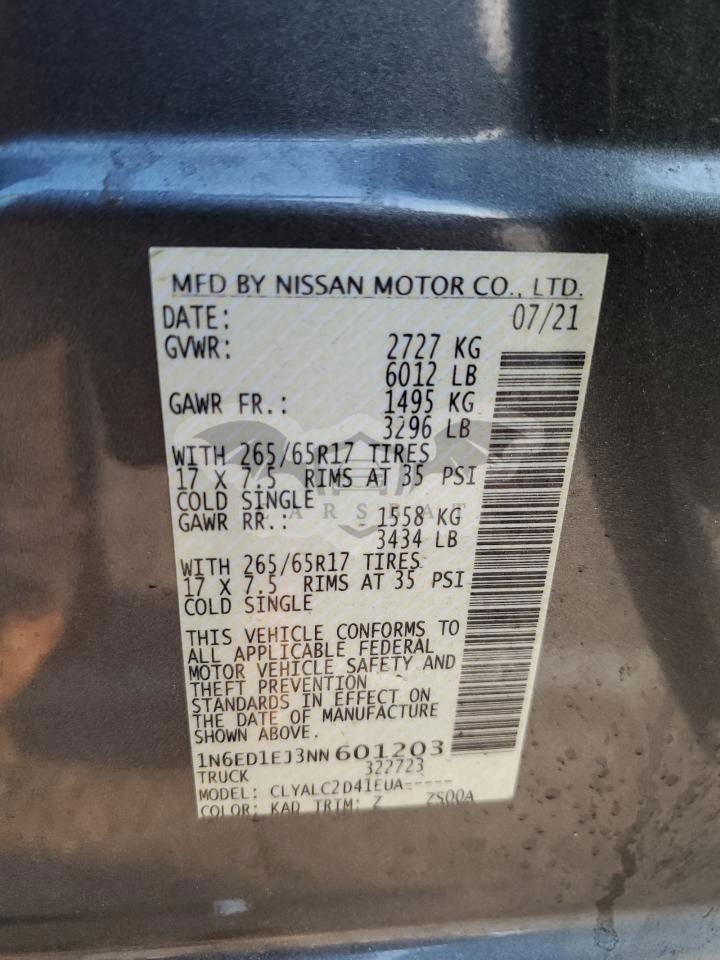 MFD BY NISSAN MOTOR CO., LTD.
DATE: 07/21
GVWR: 2727 KG
6012 LB
GAWR FR.: 1495 KG
3296 LB
WITH 265/65R17 TIRES
17 X 7.5 RIMS AT 35 PSI
COLD SINGLE
GAWR RR.: 1558 KG
3434 LB
WITH 265/65R17 TIRES
17 X 7.5 RIMS AT 35 PSI
COLD SINGLE
THIS VEHICLE CONFORMS TO
ALL APPLICABLE FEDERAL
MOTOR VEHICLE SAFETY AND
THEFT PREVENTION
STANDARDS IN EFFECT ON
THE DATE OF MANUFACTURE
SHOWN ABOVE.
1N6ED1EJ3NN601203
TRUCK 322723
MODEL: CLYALC2D41EUA-----
COLOR: KAD TRIM: Z ZS00A